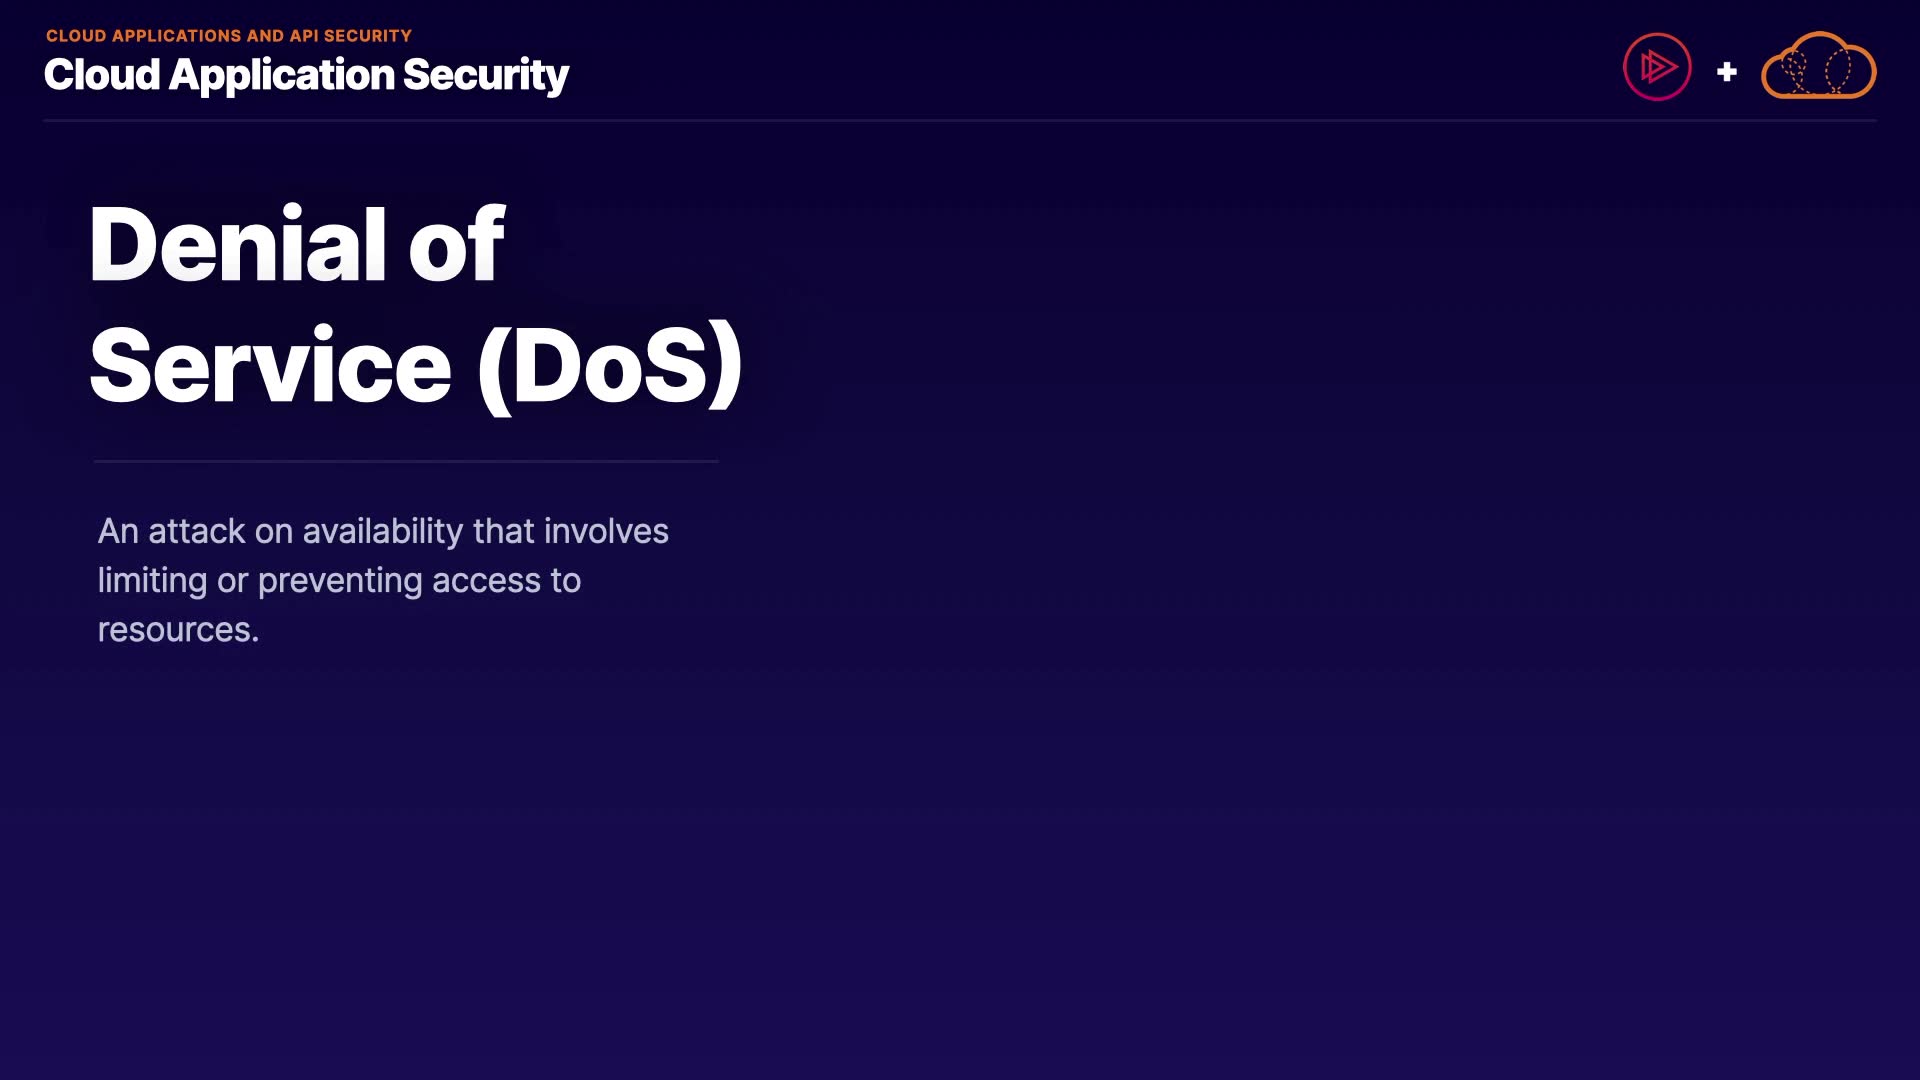 CLOUD APPLICATIONS AND API SECURITY
Cloud Application Security
+
Denial of
Service (DoS)
An attack on availability that involves
limiting or preventing access to
resources.